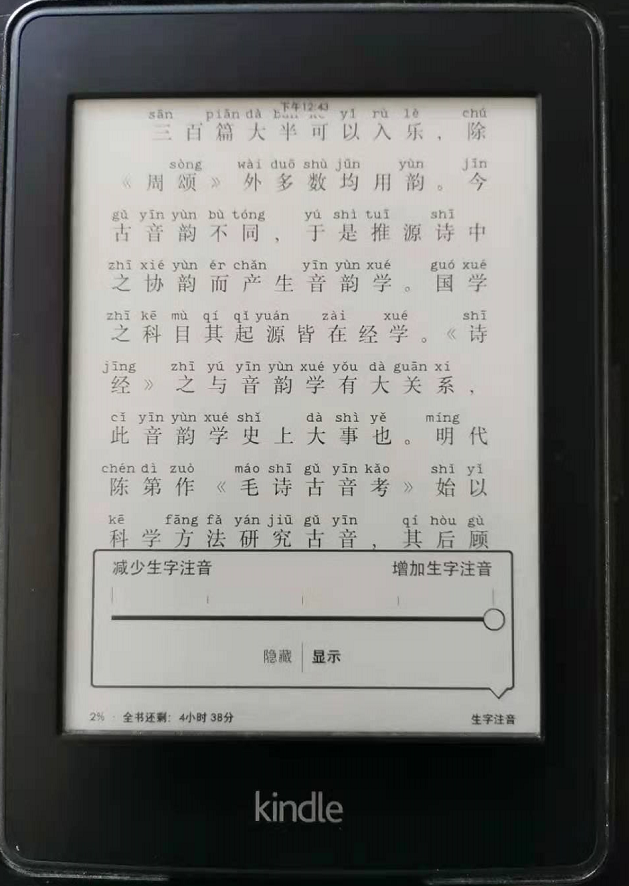 下午12:43
sān piān dà yǐ rù lè chú
三百篇大半可以入乐，除
sòng wài duō shù jūn yùn jīn
《周颂》外多数均用韵。今
gǔ yīn yùn bù tóng yú shì tuī shī
古音韵不同，于是推源诗中
zhī xié yùn ér chǎn yīn yùn xué guó xué
之协韵而产生音韵学。国学
zhī kē mù qí qǐ yuán zài xué shī
之科目其起源皆在经学。《诗
jīng zhī yú yīn yùn xué yǒu dà guān xì
经》之与音韵学有大关系，
cǐ yīn yùn xué shǐ dà shì yě míng
此音韵学史上大事也。明代
chén dì zuò máo shī gǔ yīn kǎo shǐ yǐ
陈第作《毛诗古音考》始以
kē fāng fǎ yán jiū gǔ yīn qí hòu gù
科学方法研究古音，其后顾
减少生字注音 增加生字注音
隐藏 显示
2% · 全书还剩：4小时 38分 生字注音
kindle